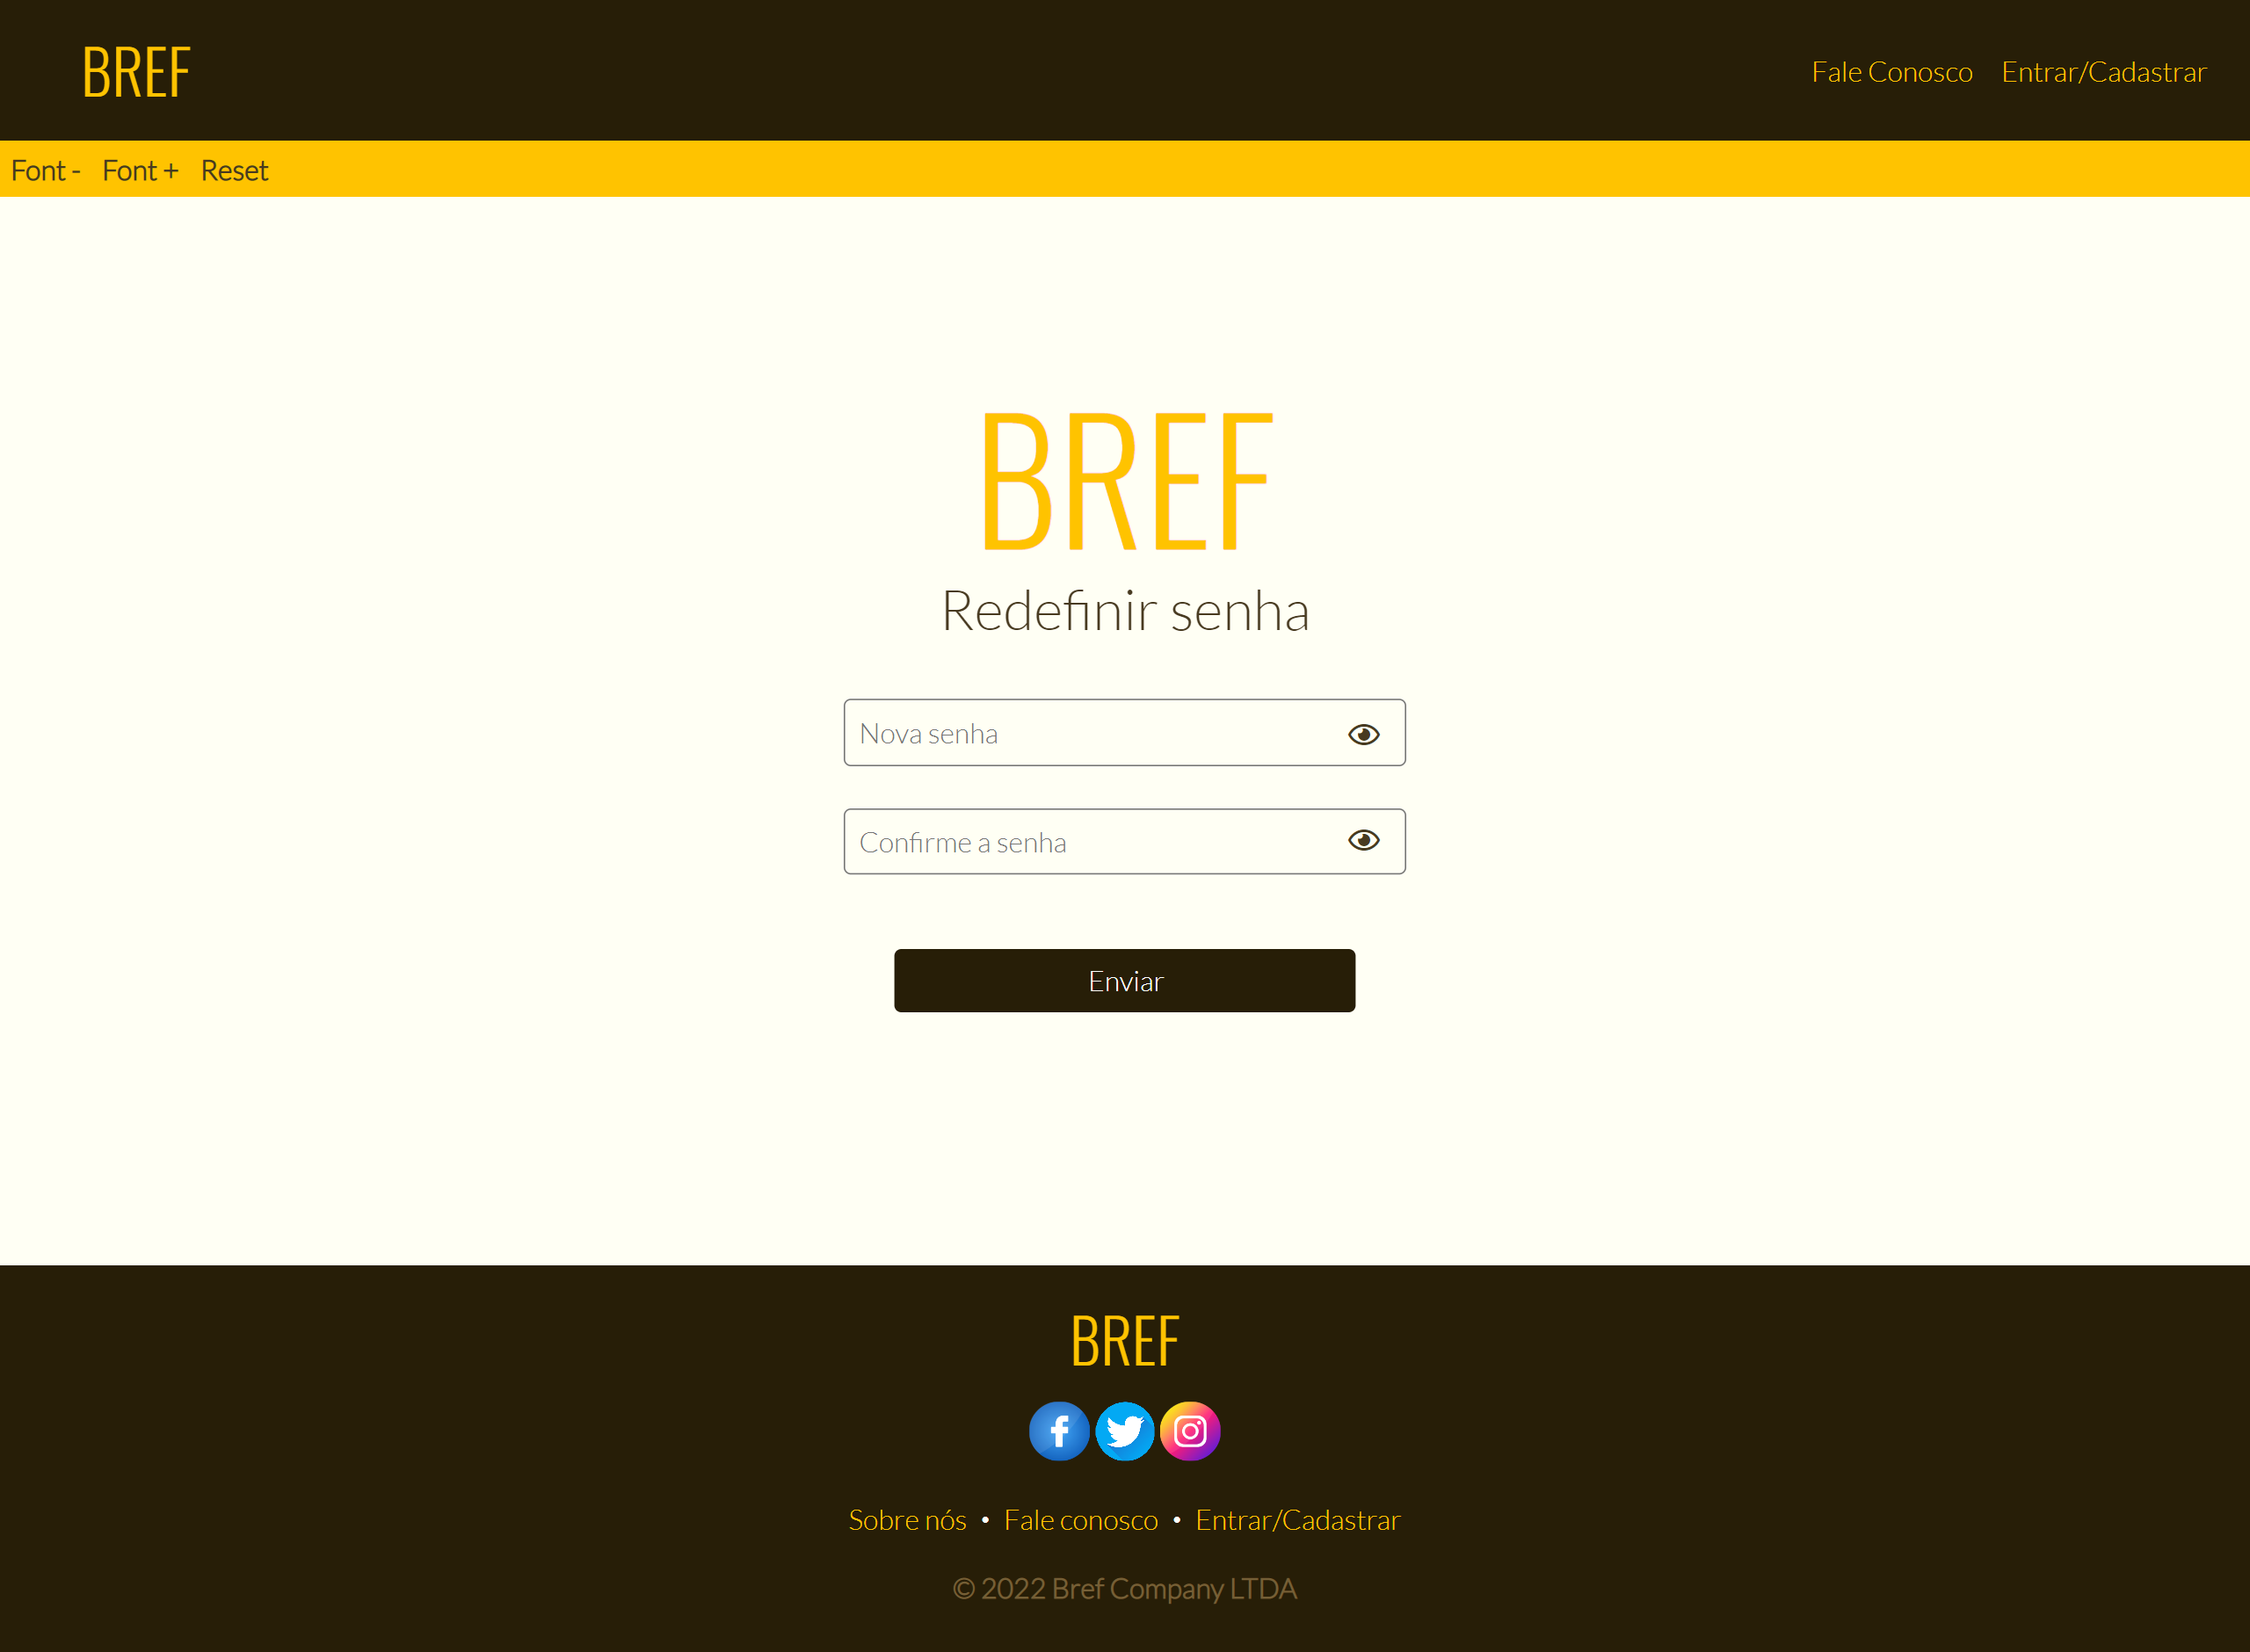 BREF
Fale Conosco Entrar/Cadastrar
Font - Font + Reset
BREF
Redefinir senha
Nova senha
Confirme a senha
Enviar
BREF
Sobre nós • Fale conosco • Entrar/Cadastrar
© 2022 Bref Company LTDA